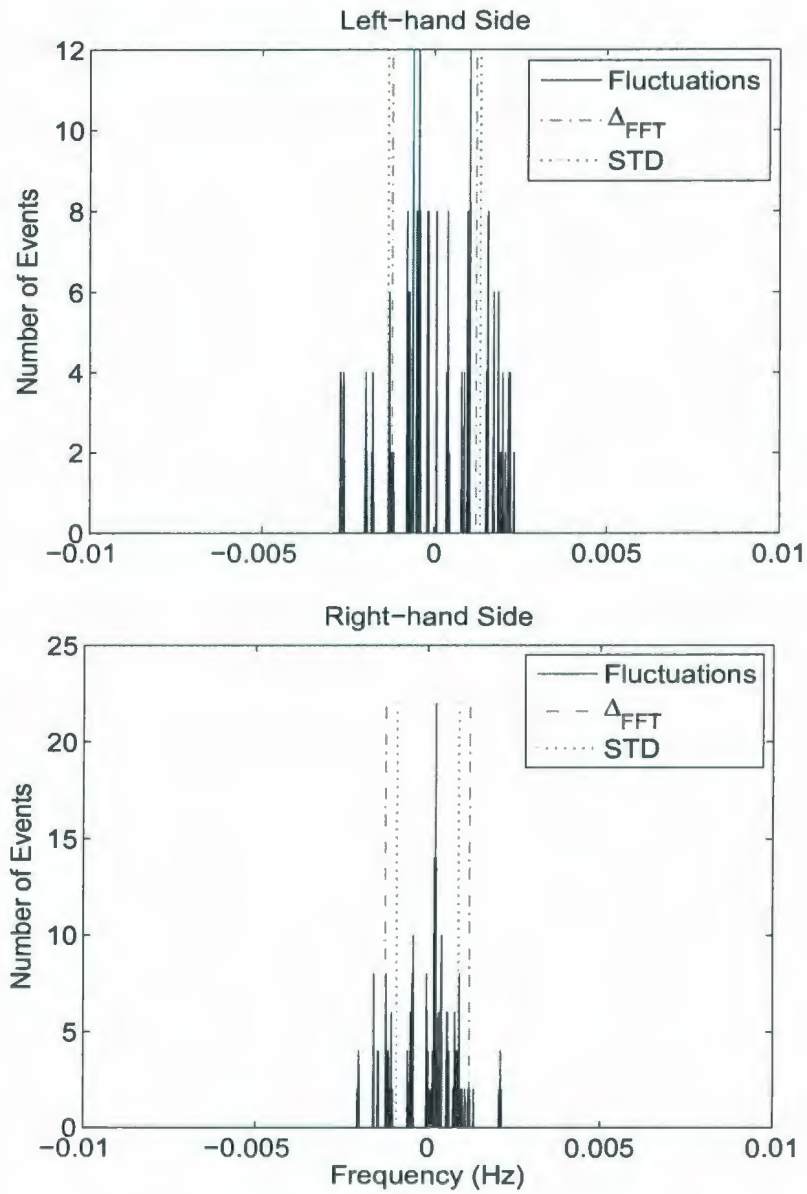 Left-hand Side
12
10
8
6
4
2
0
Number of Events
Fluctuations
ΔFFT
STD
−0.01 −0.005 0 0.005 0.01
Right-hand Side
25
20
15
10
5
0
Number of Events
Fluctuations
ΔFFT
STD
−0.01 −0.005 0 0.005 0.01
Frequency (Hz)